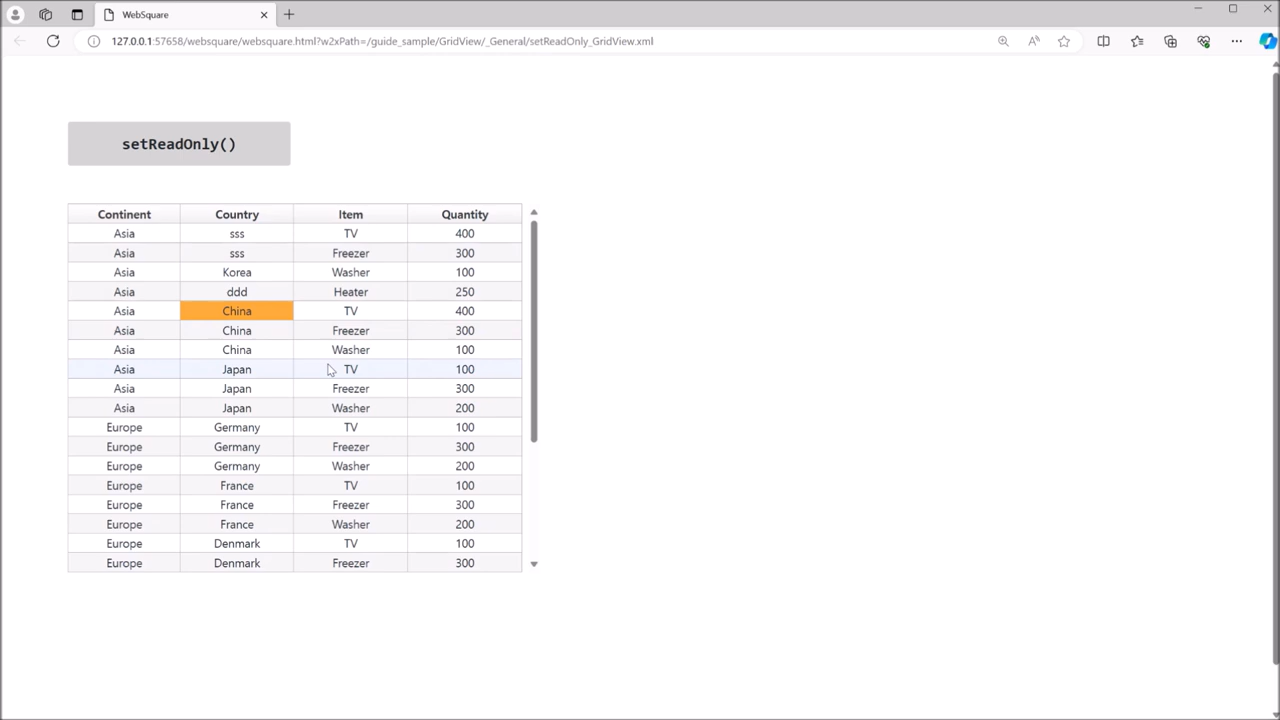 WebSquare
127.0.0.1:57658/websquare/websquare.html?w2xPath=/guide_sample/GridView/_General/setReadOnly_GridView.xml
setReadOnly()
Continent Country Item Quantity
Asia sss TV 400
Asia sss Freezer 300
Asia Korea Washer 100
Asia ddd Heater 250
Asia China TV 400
Asia China Freezer 300
Asia China Washer 100
Asia Japan TV 100
Asia Japan Freezer 300
Asia Japan Washer 200
Europe Germany TV 100
Europe Germany Freezer 300
Europe Germany Washer 200
Europe France TV 100
Europe France Freezer 300
Europe France Washer 200
Europe Denmark TV 100
Europe Denmark Freezer 300